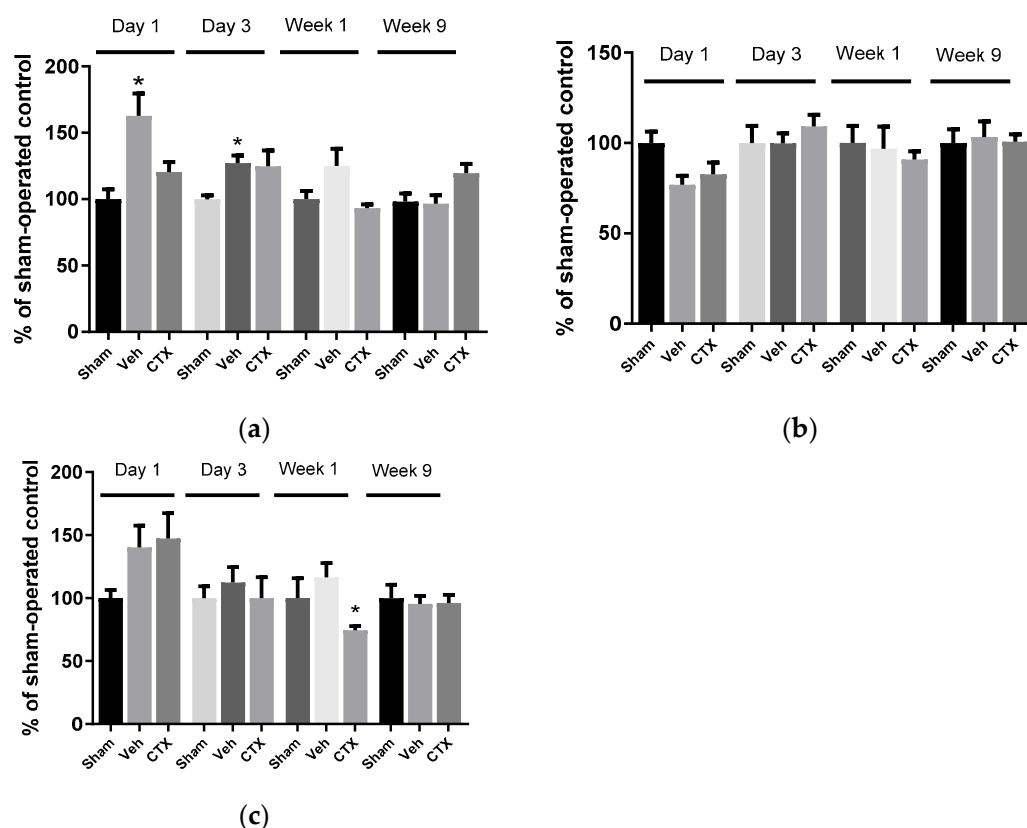 Day 1 Day 3 Week 1 Week 9
% of sham-operated control
200
150
100
50
0
* *
Sham Veh CTX Sham Veh CTX Sham Veh CTX Sham Veh CTX
(a)
Day 1 Day 3 Week 1 Week 9
% of sham-operated control
150
100
50
0
Sham Veh CTX Sham Veh CTX Sham Veh CTX Sham Veh CTX
(b)
Day 1 Day 3 Week 1 Week 9
% of sham-operated control
200
150
100
50
0
*
Sham Veh CTX Sham Veh CTX Sham Veh CTX Sham Veh CTX
(c)